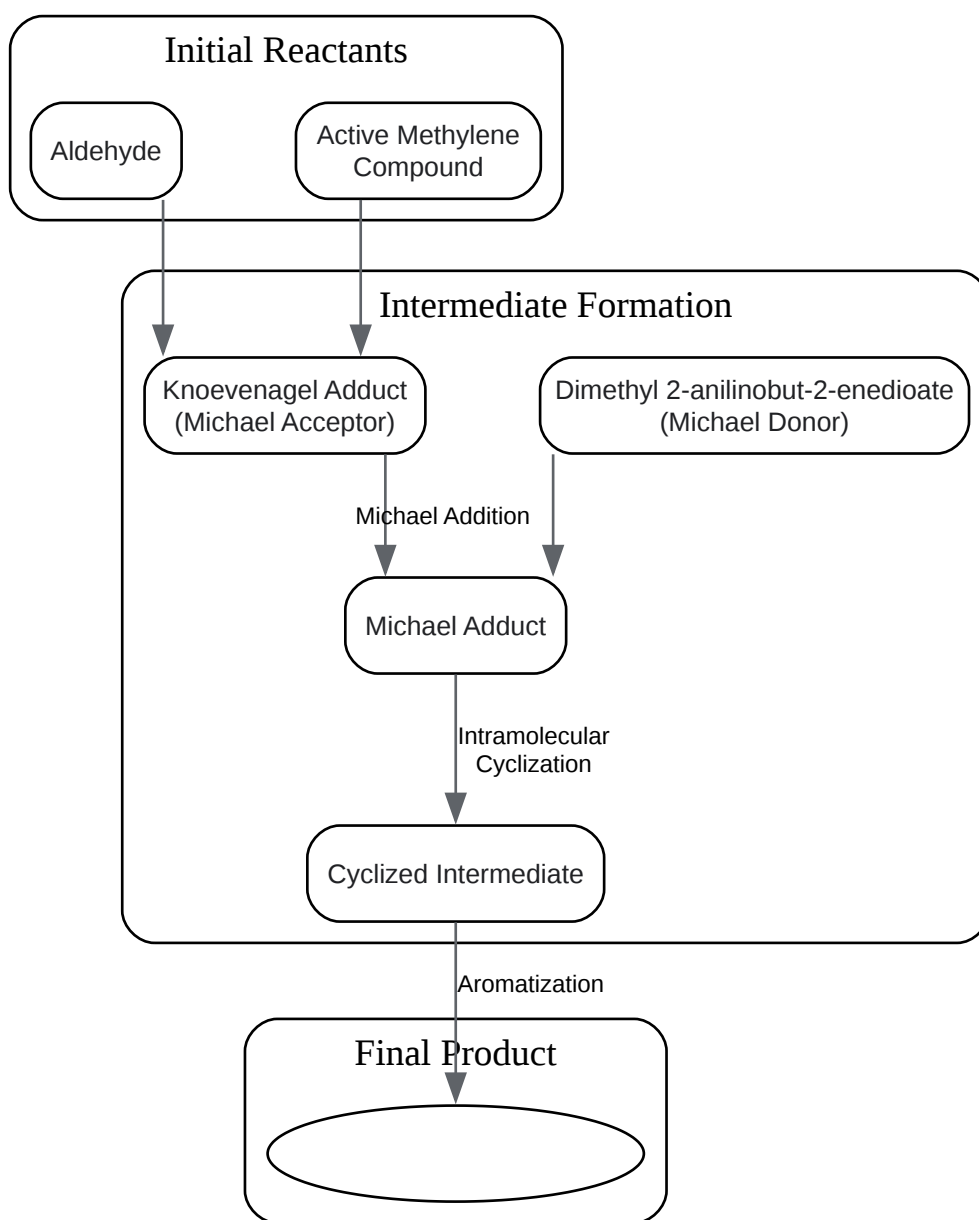 Initial Reactants
Aldehyde
Active Methylene
Compound
Intermediate Formation
Knoevenagel Adduct
(Michael Acceptor)
Dimethyl 2-anilinobut-2-enedioate
(Michael Donor)
Michael Addition
Michael Adduct
Intramolecular
Cyclization
Cyclized Intermediate
Aromatization
Final Product